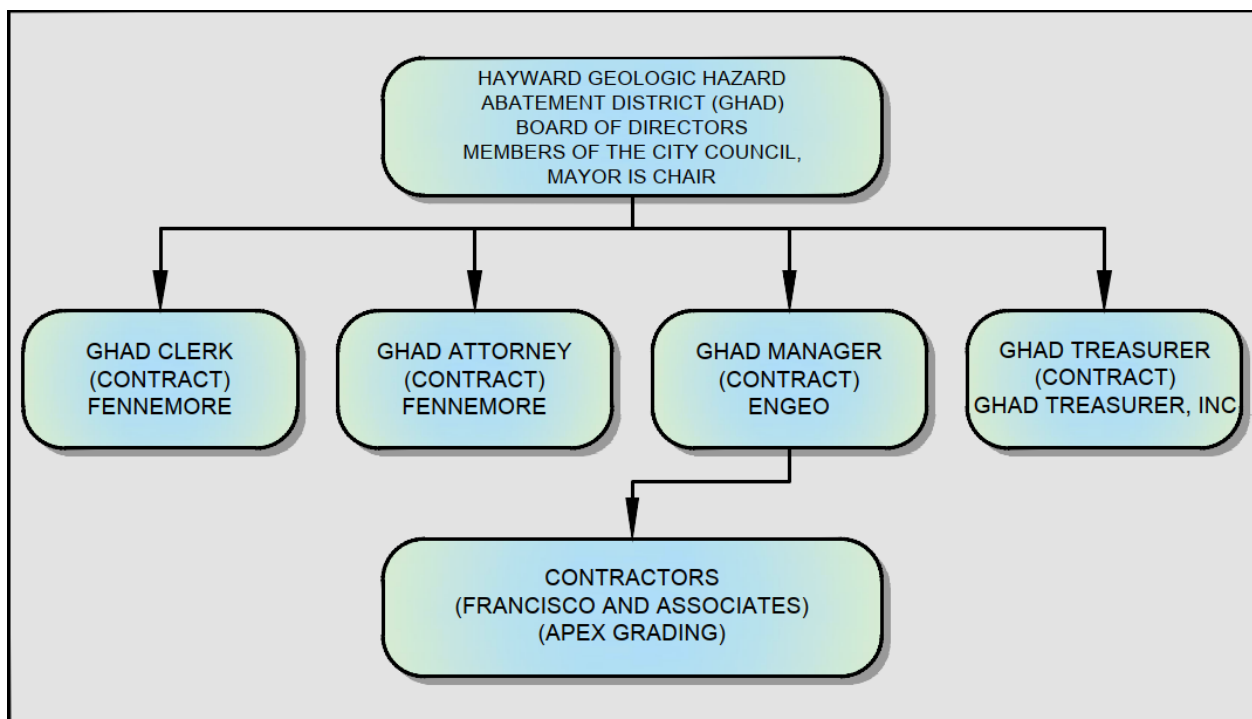 HAYWARD GEOLOGIC HAZARD
ABATEMENT DISTRICT (GHAD)
BOARD OF DIRECTORS
MEMBERS OF THE CITY COUNCIL,
MAYOR IS CHAIR
GHAD CLERK
(CONTRACT)
FENNEMORE
GHAD ATTORNEY
(CONTRACT)
FENNEMORE
GHAD MANAGER
(CONTRACT)
ENGEO
GHAD TREASURER
(CONTRACT)
GHAD TREASURER, INC
CONTRACTORS
(FRANCISCO AND ASSOCIATES)
(APEX GRADING)